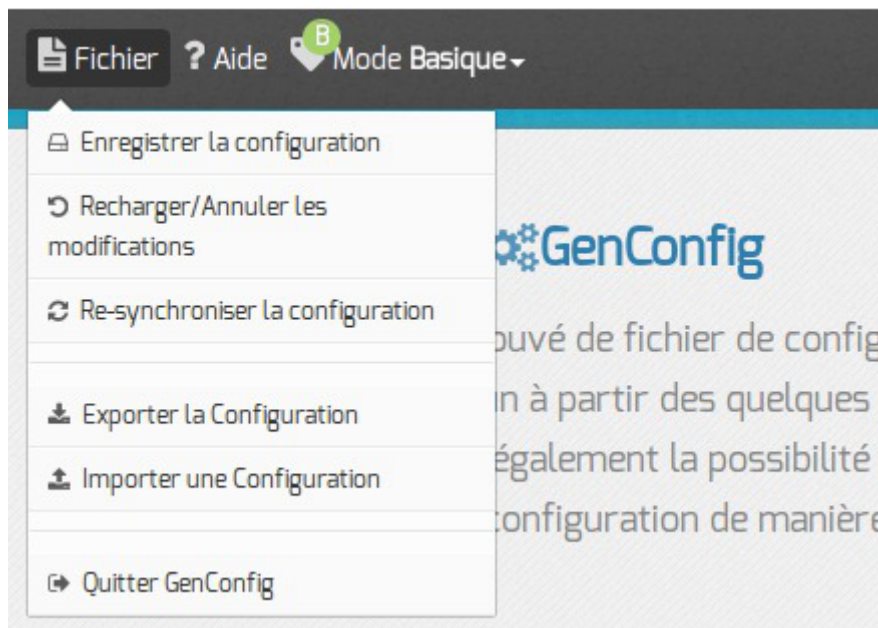 Fichier ? Aide B Mode Basique
Enregistrer la configuration
Recharger/Annuler les
modifications
Re-synchroniser la configuration
Exporter la Configuration
Importer une Configuration
Quitter GenConfig
GenConfig
ouvé de fichier de config
à partir des quelques
également la possibilité
configuration de manière